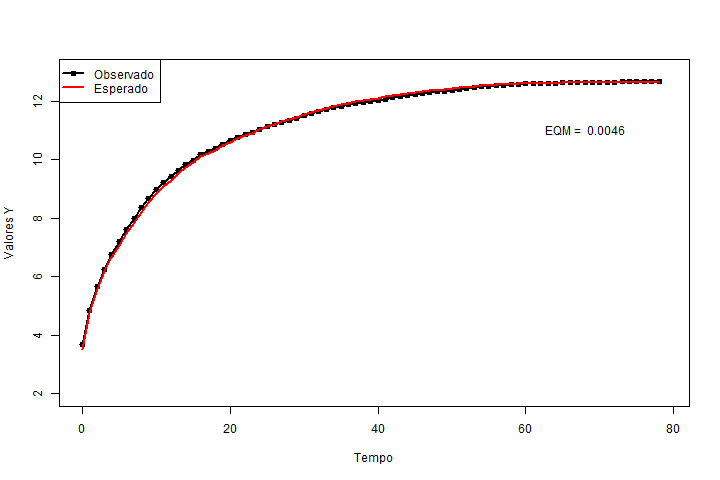 Observado
Esperado
EQM = 0.0046
Valores Y
12
10
8
6
4
2
0
20
40
60
80
Tempo